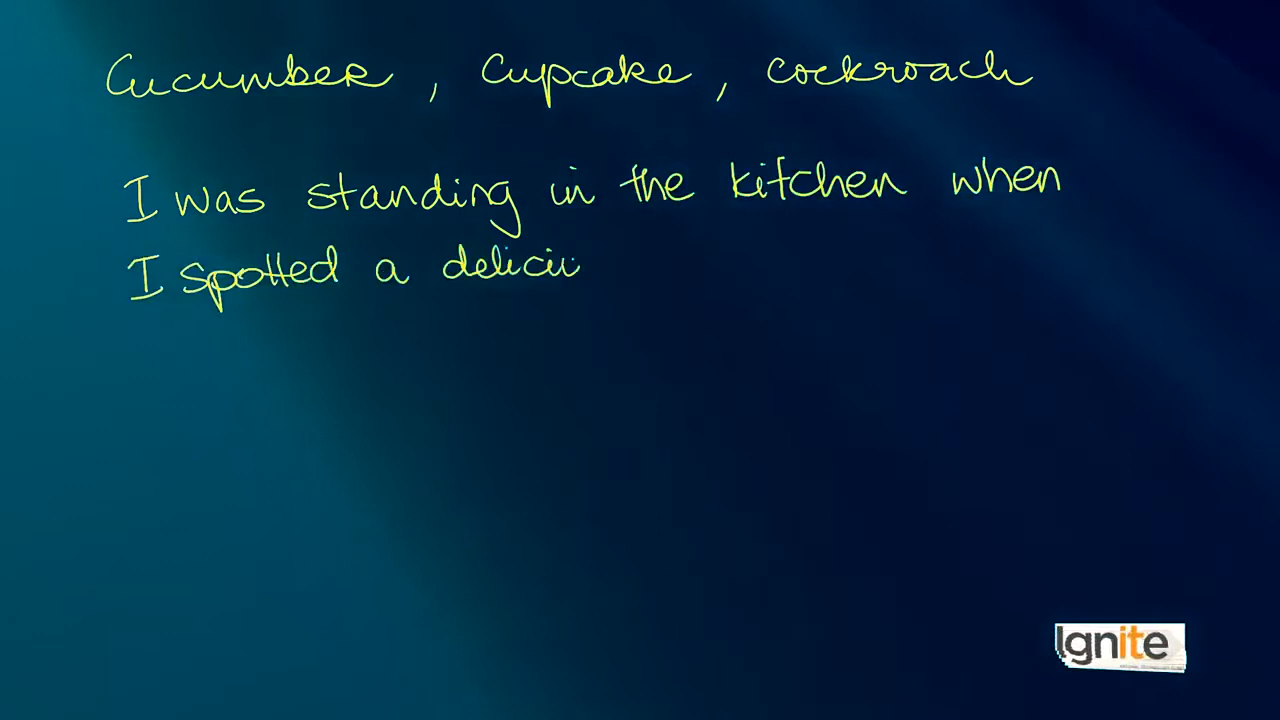 Cucumber, Cupcake, cockroach
I was standing in the kitchen when
I spotted a delici
Ignite